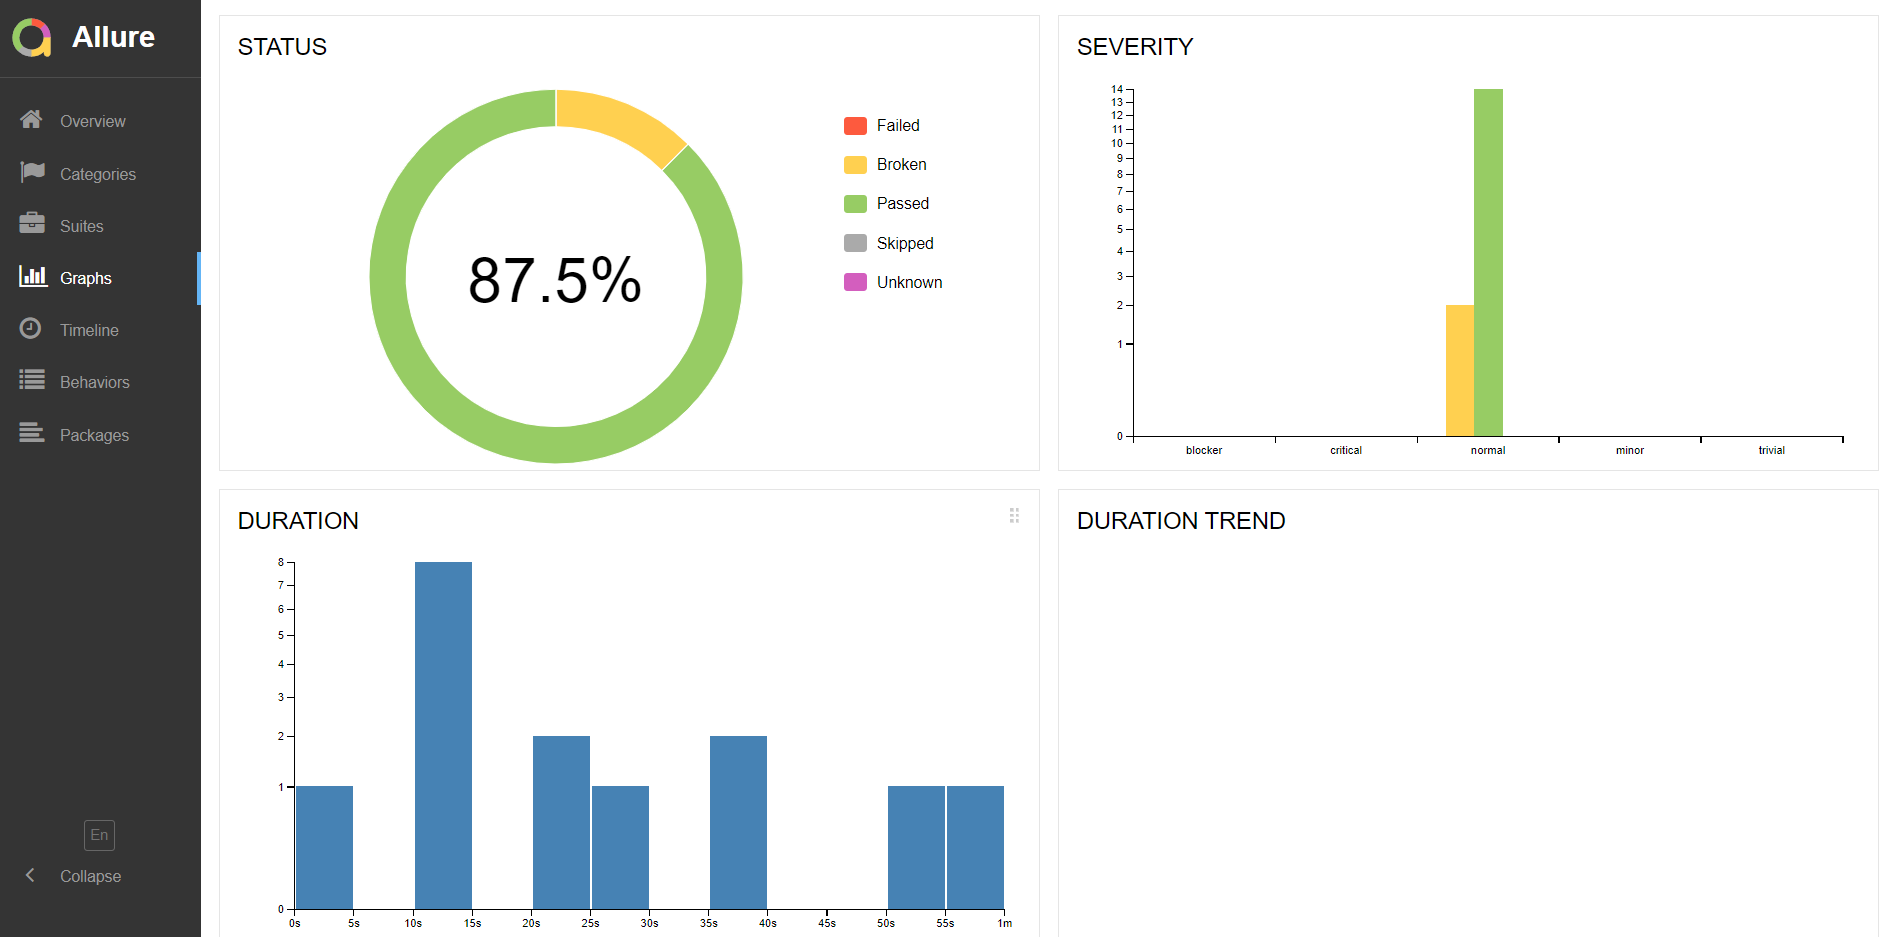 Allure
Overview
Categories
Suites
Graphs
Timeline
Behaviors
Packages
En
Collapse
STATUS
87.5%
Failed
Broken
Passed
Skipped
Unknown
SEVERITY
14
13
12
11
10
9
8
7
6
5
4
3
2
1
0
blocker critical normal minor trivial
DURATION
8
7
6
5
4
3
2
1
0
0s 5s 10s 15s 20s 25s 30s 35s 40s 45s 50s 55s 1m
DURATION TREND